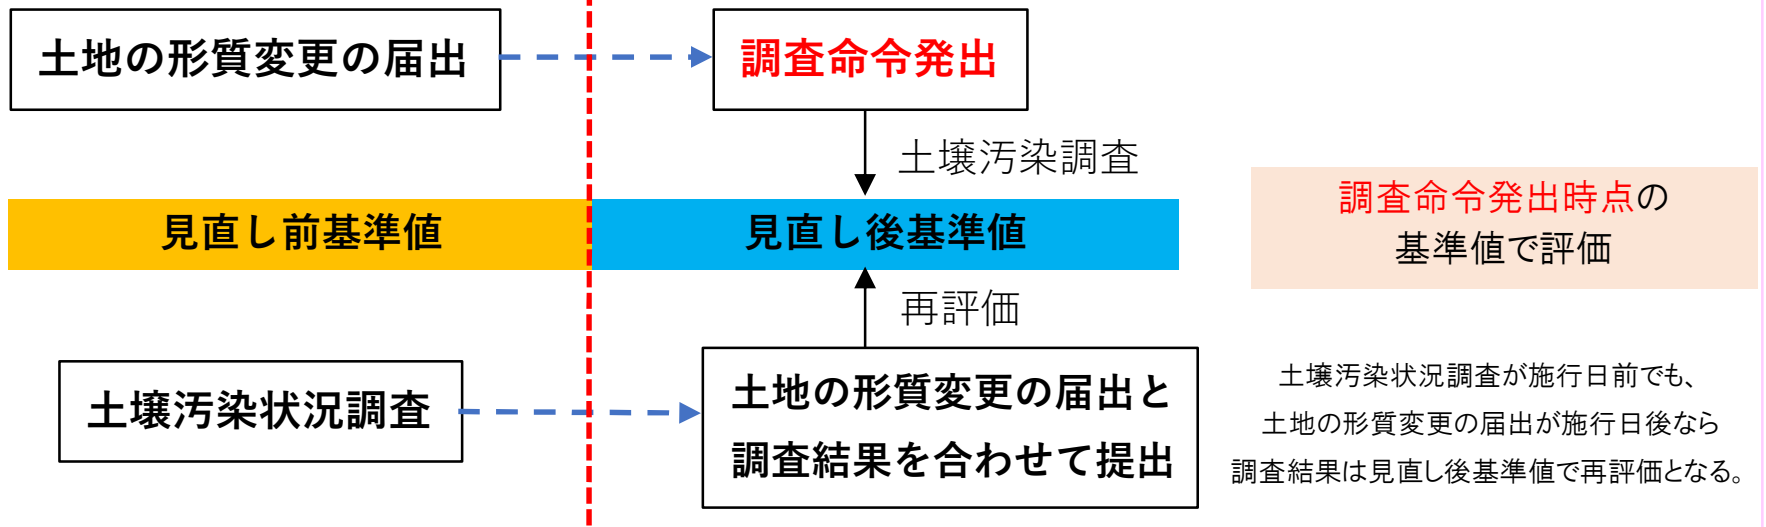 土地の形質変更の届出
調査命令発出
土壌汚染調査
見直し前基準値
見直し後基準値
調査命令発出時点の
基準値で評価
再評価
土壌汚染状況調査
土地の形質変更の届出と
調査結果を合わせて提出
土壌汚染状況調査が施行日前でも、
土地の形質変更の届出が施行日後なら
調査結果は見直し後基準値で再評価となる。